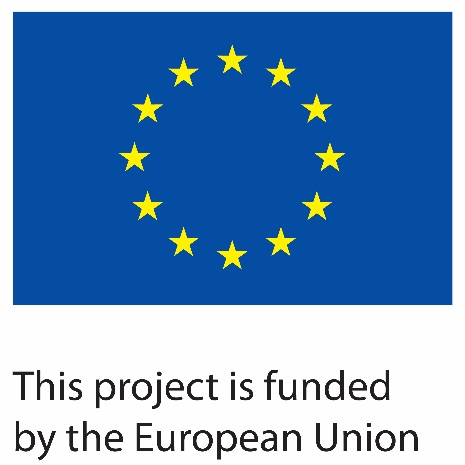 This project is funded
by the European Union